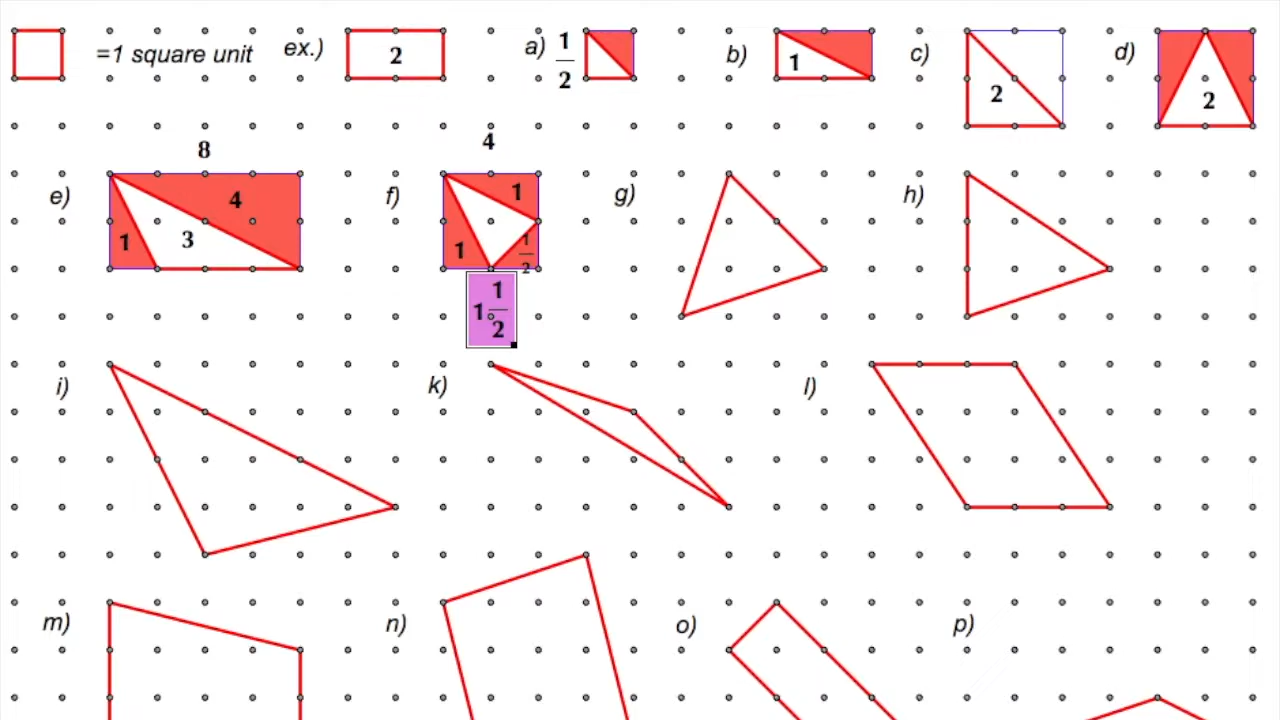 =1 square unit ex.) 2 a) 1/2 b) 1 c) 2 d) 2
8 4
e) 1 3 4 f) 1 1 1/2 g) h)
1 1/2
i) k) l)
m) n) o) p)